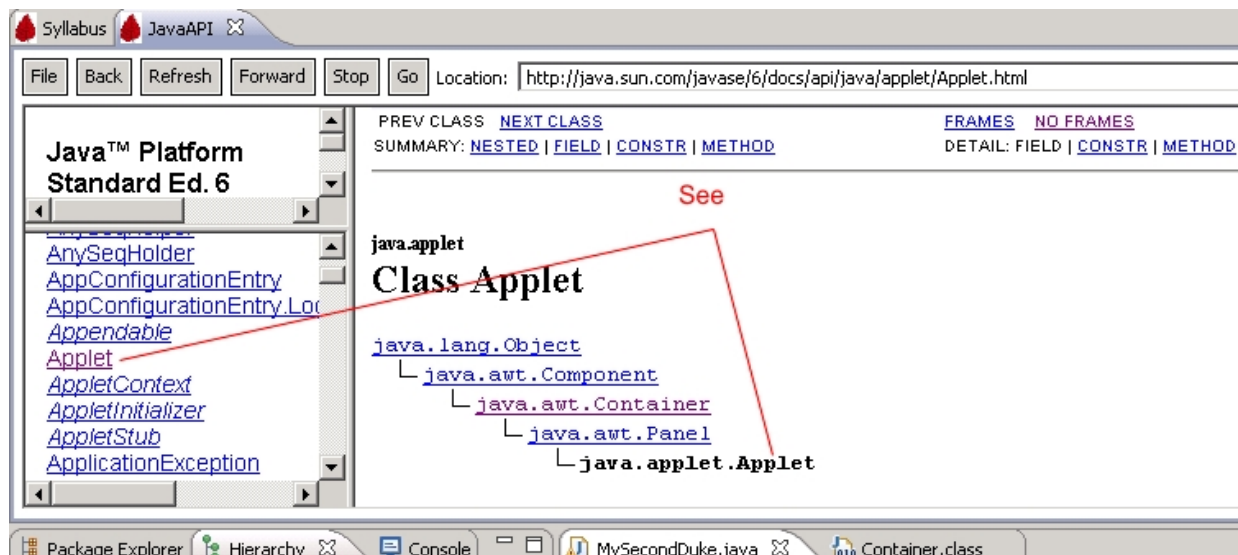 Syllabus JavaAPI
File Back Refresh Forward Stop Go Location: http://java.sun.com/javase/6/docs/api/java/applet/Applet.html
Java™ Platform
Standard Ed. 6
AnySeqHelper
AnySeqHolder
AppConfigurationEntry
AppConfigurationEntry.Log
Appendable
Applet
AppletContext
AppletInitializer
AppletStub
ApplicationException
PREV CLASS NEXT CLASS
FRAMES NO FRAMES
SUMMARY: NESTED | FIELD | CONSTR | METHOD
DETAIL: FIELD | CONSTR | METHOD
See
java.applet
Class Applet
java.lang.Object
java.awt.Component
java.awt.Container
java.awt.Panel
java.applet.Applet
Package Explorer Hierarchy Console MySecondDuke.java Container.class